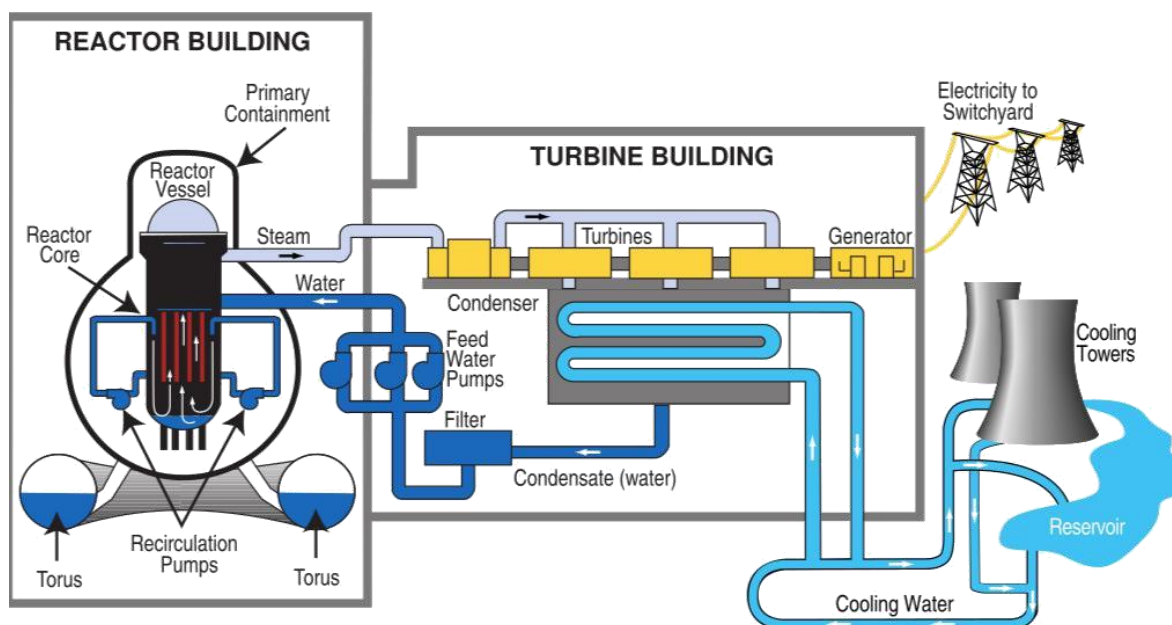 REACTOR BUILDING
Primary
Containment
Reactor
Vessel
Reactor
Core
Steam
Water
Feed
Water
Pumps
Filter
Condensate (water)
Recirculation
Pumps
Torus
Torus
TURBINE BUILDING
Turbines
Generator
Condenser
Electricity to
Switchyard
Cooling
Towers
Reservoir
Cooling Water